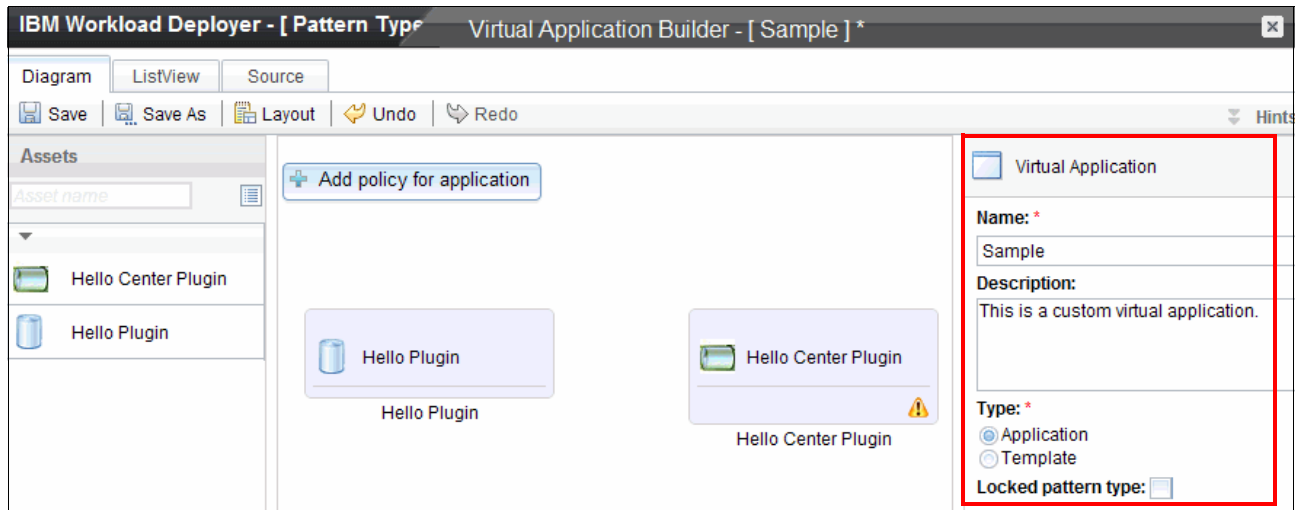 IBM Workload Deployer - [ Pattern Type
Virtual Application Builder - [ Sample ] *
Diagram ListView Source
Save Save As Layout Undo Redo Hints
Assets
Asset name
Hello Center Plugin
Hello Plugin
Add policy for application
Hello Plugin
Hello Plugin
Hello Center Plugin
Hello Center Plugin
Virtual Application
Name: *
Sample
Description:
This is a custom virtual application.
Type: *
Application
Template
Locked pattern type: